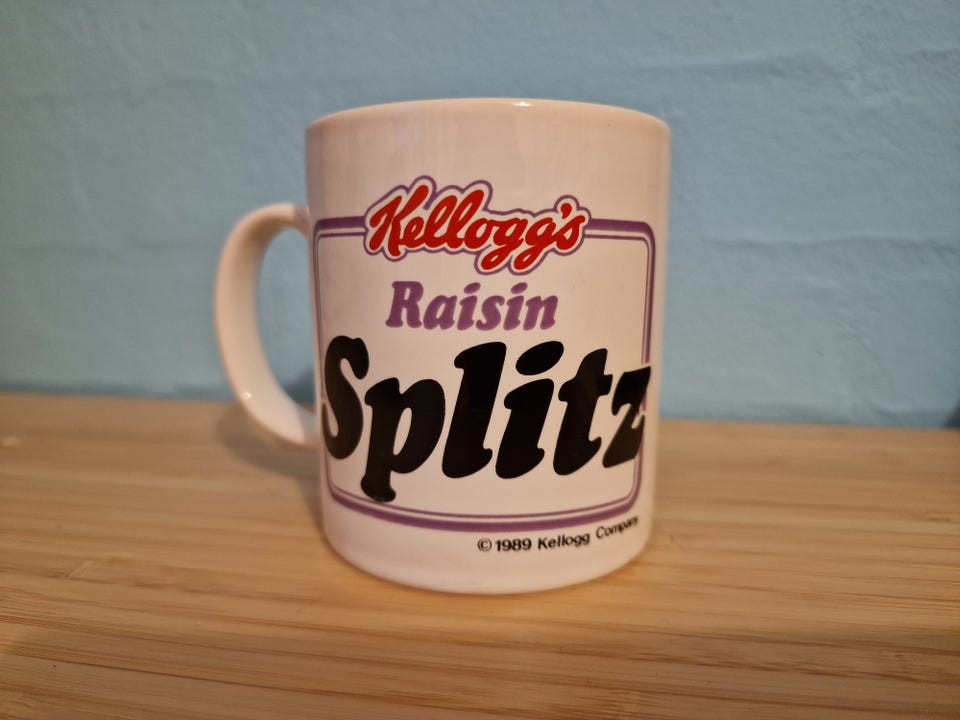 Kellogg's
Raisin
Splitz
© 1989 Kellogg Company